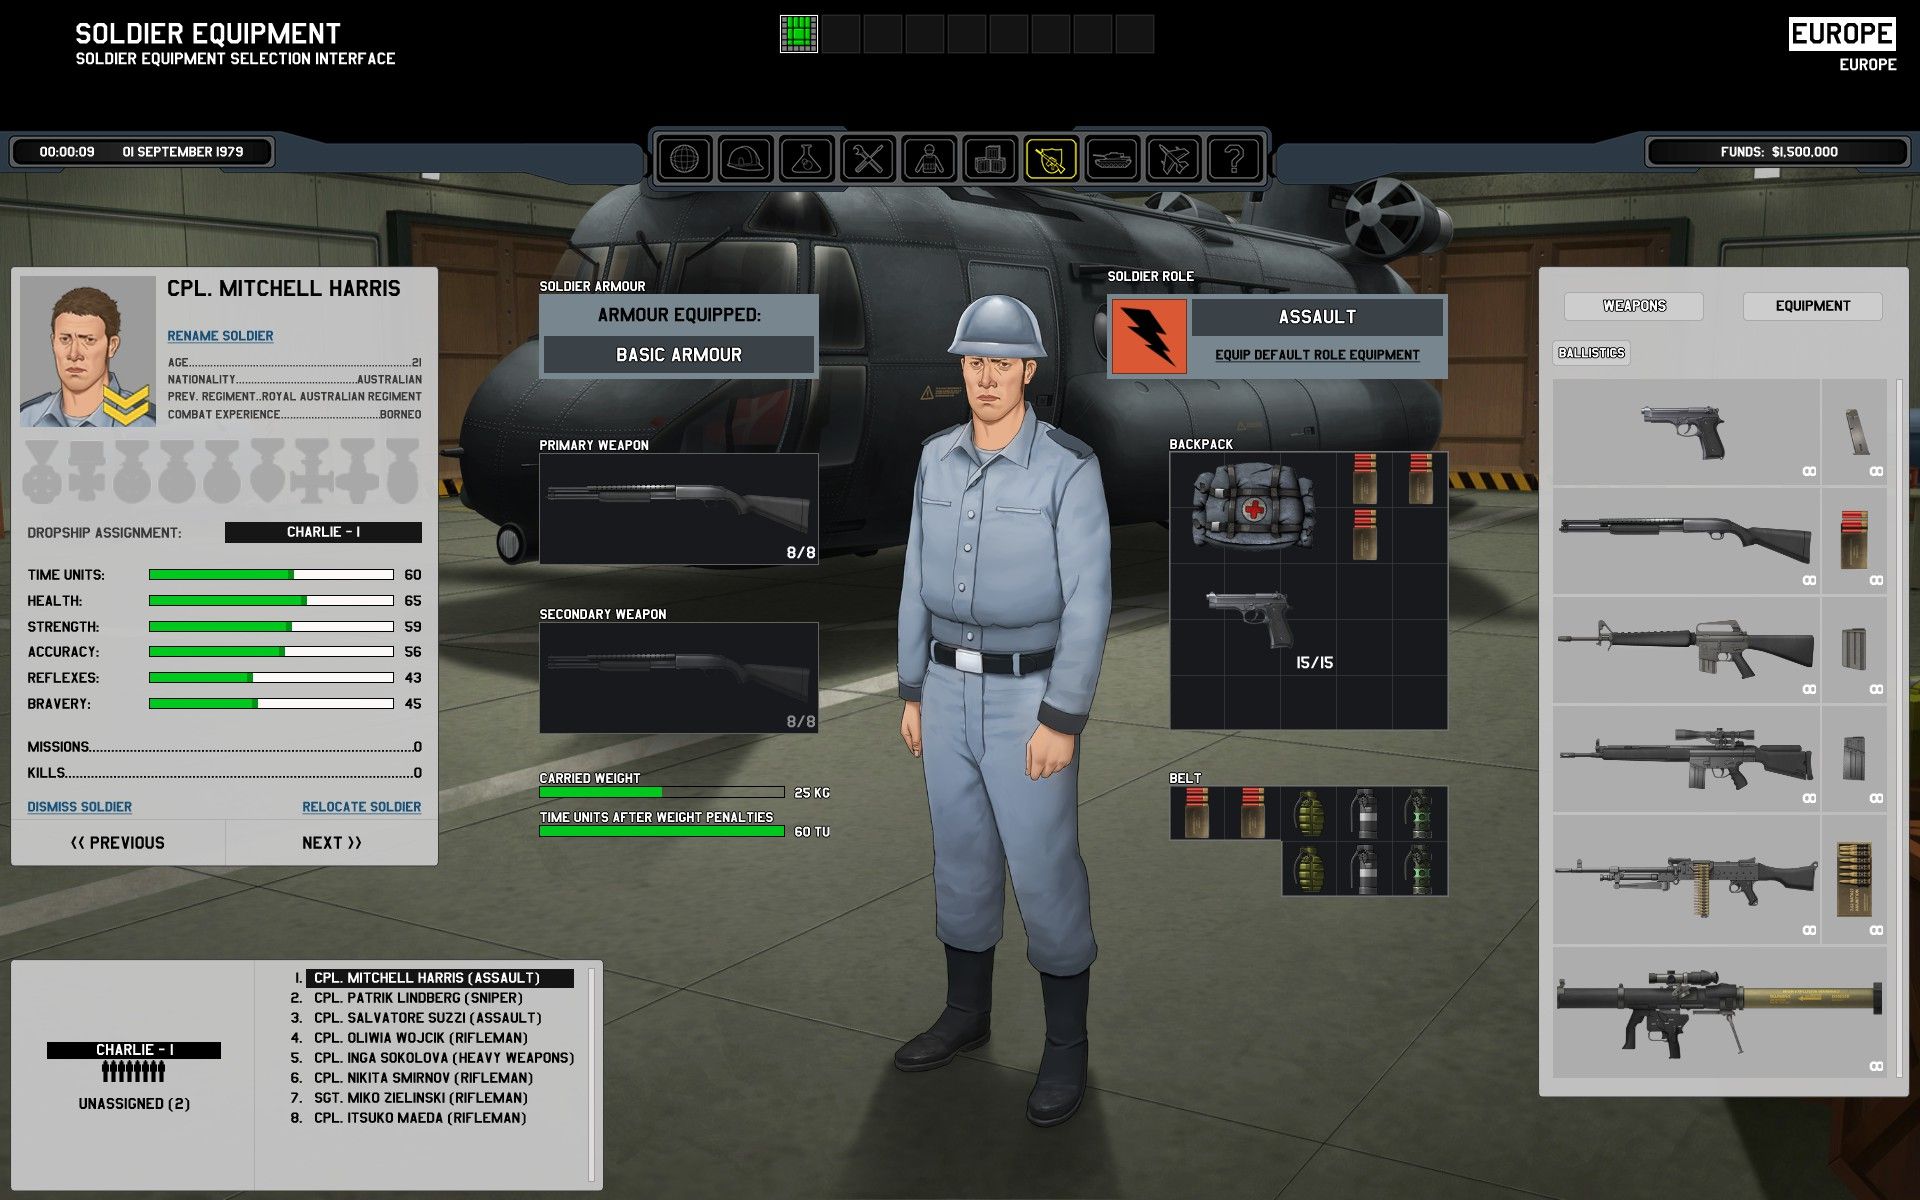 SOLDIER EQUIPMENT
SOLDIER EQUIPMENT SELECTION INTERFACE
EUROPE
EUROPE
00:00:09 01 SEPTEMBER 1979
?
FUNDS: $1,500,000
CPL. MITCHELL HARRIS
RENAME SOLDIER
AGE...21
NATIONALITY...AUSTRALIAN
PREV. REGIMENT..ROYAL AUSTRALIAN REGIMENT
COMBAT EXPERIENCE...BORNEO
DROPSHIP ASSIGNMENT: CHARLIE - 1
TIME UNITS: 60
HEALTH: 65
STRENGTH: 59
ACCURACY: 56
REFLEXES: 43
BRAVERY: 45
MISSIONS...0
KILLS...0
DISMISS SOLDIER RELOCATE SOLDIER
<< PREVIOUS NEXT >>
SOLDIER ARMOUR
ARMOUR EQUIPPED:
BASIC ARMOUR
SOLDIER ROLE
ASSAULT
EQUIP DEFAULT ROLE EQUIPMENT
PRIMARY WEAPON
8/8
SECONDARY WEAPON
8/8
CARRIED WEIGHT
25 KG
TIME UNITS AFTER WEIGHT PENALTIES
60 TU
BACKPACK
15/15
BELT
WEAPONS EQUIPMENT
BALLISTICS
∞ ∞
∞ ∞
∞ ∞
∞ ∞
∞ ∞
∞
CHARLIE - 1
UNASSIGNED (2)
1. CPL. MITCHELL HARRIS (ASSAULT)
2. CPL. PATRIK LINDBERG (SNIPER)
3. CPL. SALVATORE SUZZI (ASSAULT)
4. CPL. OLIWIA WOJCIK (RIFLEMAN)
5. CPL. INGA SOKOLOVA (HEAVY WEAPONS)
6. CPL. NIKITA SMIRNOV (RIFLEMAN)
7. SGT. MIKO ZIELINSKI (RIFLEMAN)
8. CPL. ITSUKO MAEDA (RIFLEMAN)